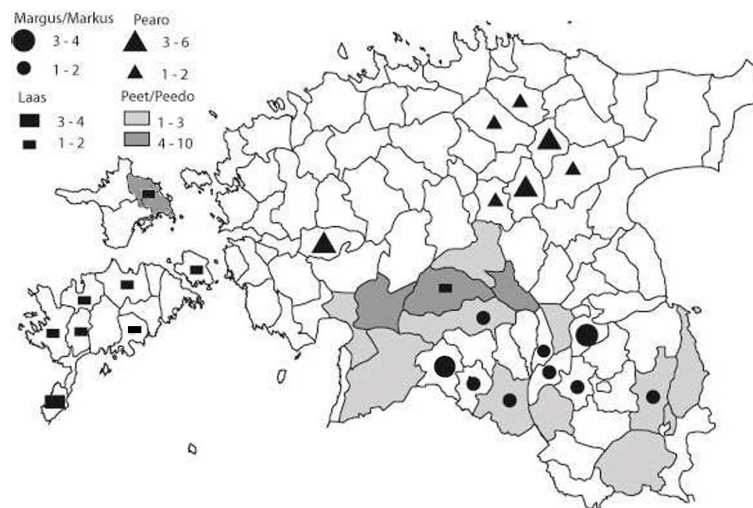 Margus/Markus Pearo
3 - 4 3 - 6
1 - 2 1 - 2
Laas Peet/Peedo
3 - 4 1 - 3
1 - 2 4 - 10